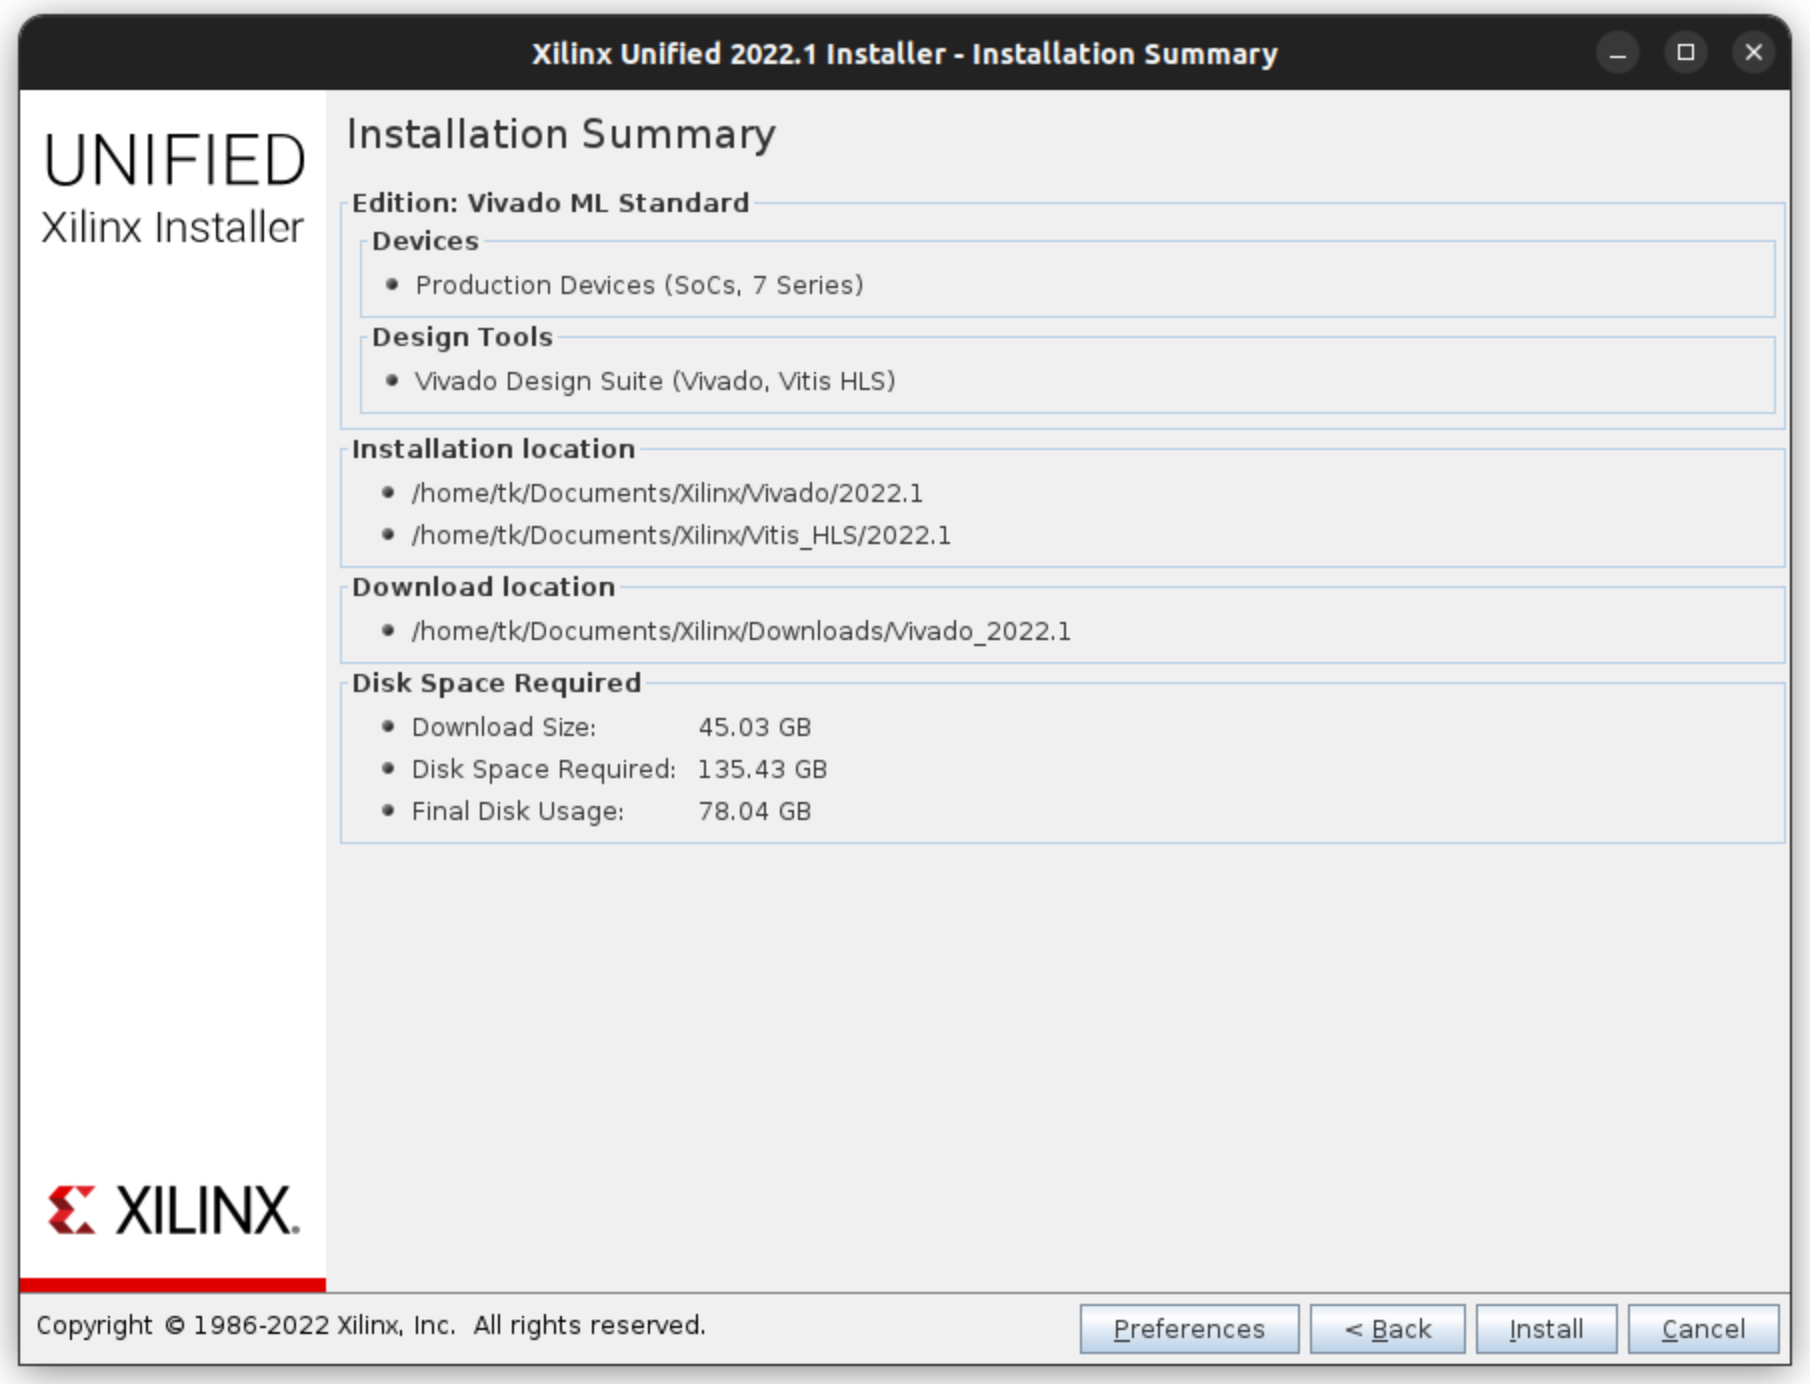 Xilinx Unified 2022.1 Installer - Installation Summary
UNIFIED
Xilinx Installer
Installation Summary
Edition: Vivado ML Standard
Devices
Production Devices (SoCs, 7 Series)
Design Tools
Vivado Design Suite (Vivado, Vitis HLS)
Installation location
/home/tk/Documents/Xilinx/Vivado/2022.1
/home/tk/Documents/Xilinx/Vitis_HLS/2022.1
Download location
/home/tk/Documents/Xilinx/Downloads/Vivado_2022.1
Disk Space Required
Download Size: 45.03 GB
Disk Space Required: 135.43 GB
Final Disk Usage: 78.04 GB
XILINX.
Copyright © 1986-2022 Xilinx, Inc. All rights reserved.
Preferences < Back Install Cancel